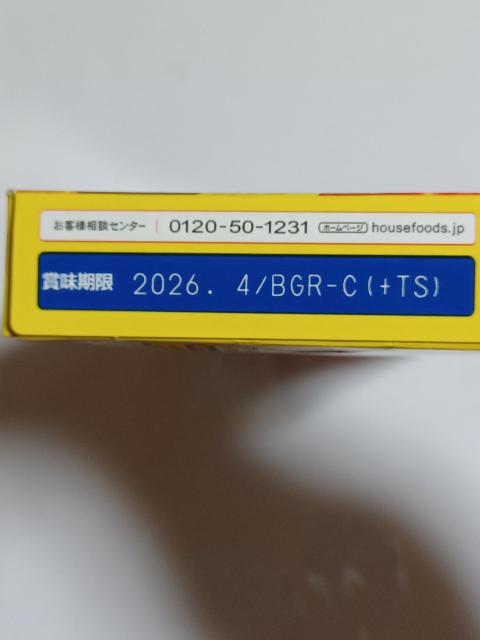 お客様相談センター 0120-50-1231 ホームページ housefoods.jp
賞味期限 2026. 4/BGR-C(+TS)